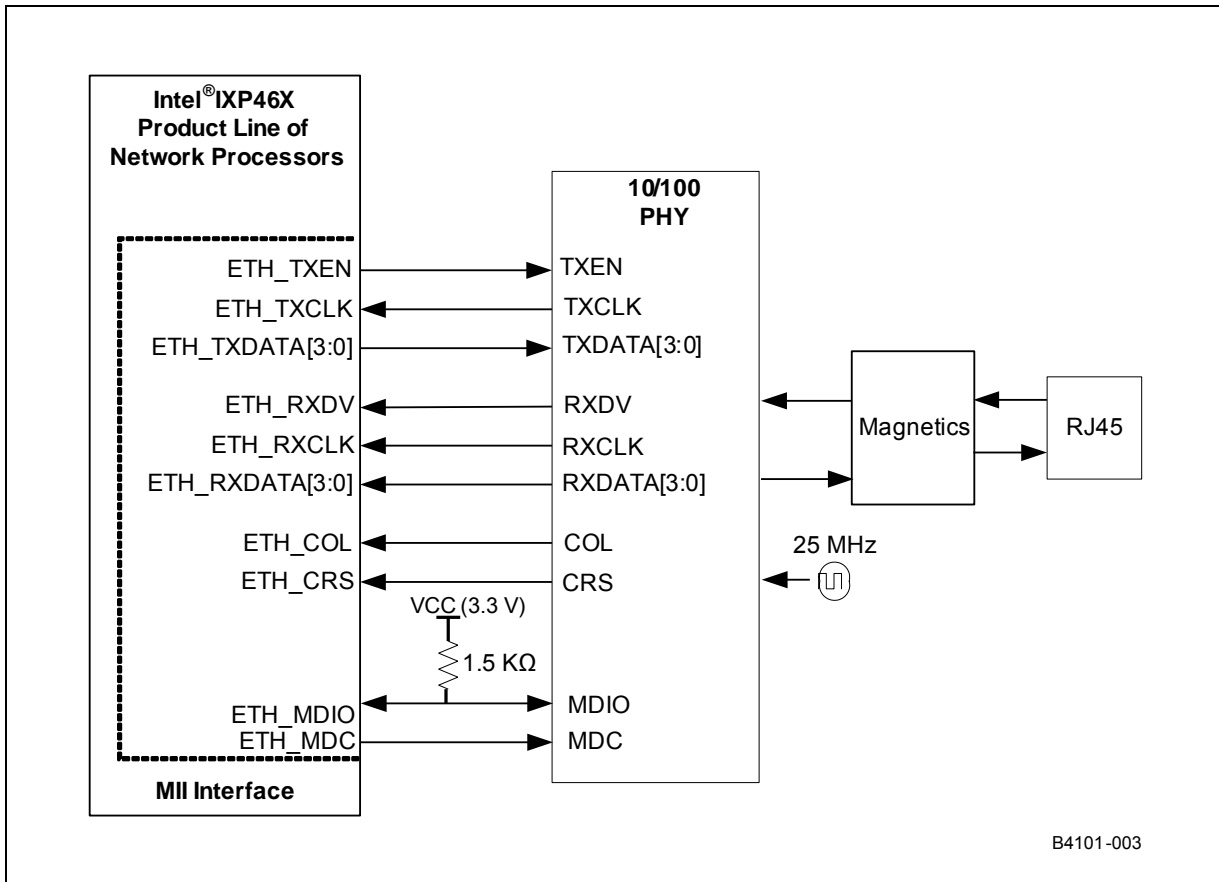 Intel®IXP46X
Product Line of
Network Processors
10/100
PHY
ETH_TXEN
TXEN
ETH_TXCLK
TXCLK
ETH_TXDATA[3:0]
TXDATA[3:0]
ETH_RXDV
RXDV
ETH_RXCLK
RXCLK
ETH_RXDATA[3:0]
RXDATA[3:0]
Magnetics
RJ45
ETH_COL
COL
25 MHz
ETH_CRS
CRS
VCC (3.3 V)
1.5 KΩ
ETH_MDIO
MDIO
ETH_MDC
MDC
MII Interface
B4101-003